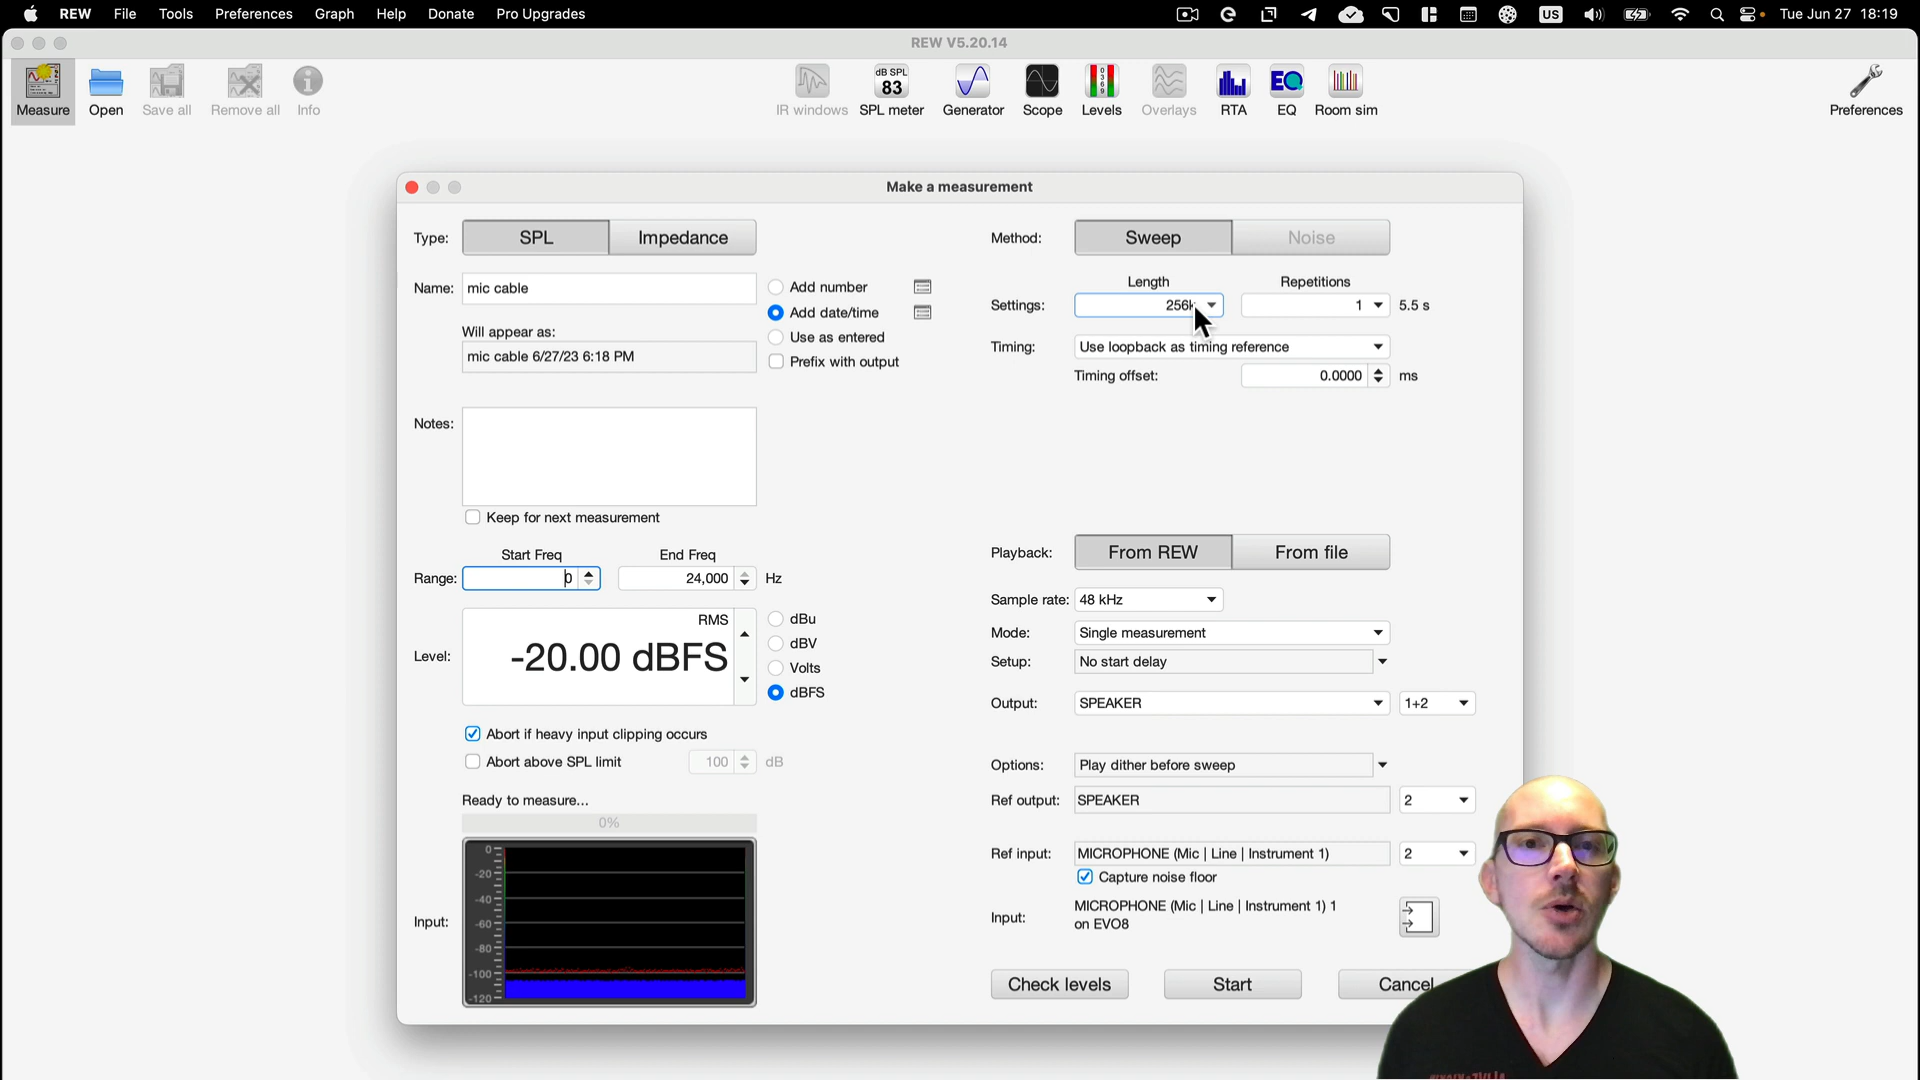 REW File Tools Preferences Graph Help Donate Pro Upgrades US Tue Jun 27 18:19
REW V5.20.14
dB SPL
83
Measure Open Save all Remove all Info IR windows SPL meter Generator Scope Levels Overlays RTA EQ Room sim Preferences
Make a measurement
Type: SPL Impedance
Name: mic cable
Add number
Add date/time
Use as entered
Prefix with output
Will appear as:
mic cable 6/27/23 6:18 PM
Notes:
Keep for next measurement
Start Freq End Freq
Range: 0 24,000 Hz
RMS
Level: -20.00 dBFS
dBu
dBV
Volts
dBFS
Abort if heavy input clipping occurs
Abort above SPL limit 100 dB
Ready to measure...
0%
Input:
0
-20
-40
-60
-80
-100
-120
Method: Sweep Noise
Length Repetitions
Settings: 256k 1 5.5 s
Timing: Use loopback as timing reference
Timing offset: 0.0000 ms
Playback: From REW From file
Sample rate: 48 kHz
Mode: Single measurement
Setup: No start delay
Output: SPEAKER 1+2
Options: Play dither before sweep
Ref output: SPEAKER 2
Ref input: MICROPHONE (Mic | Line | Instrument 1) 2
Capture noise floor
Input: MICROPHONE (Mic | Line | Instrument 1) 1
on EVO8
Check levels Start Cancel